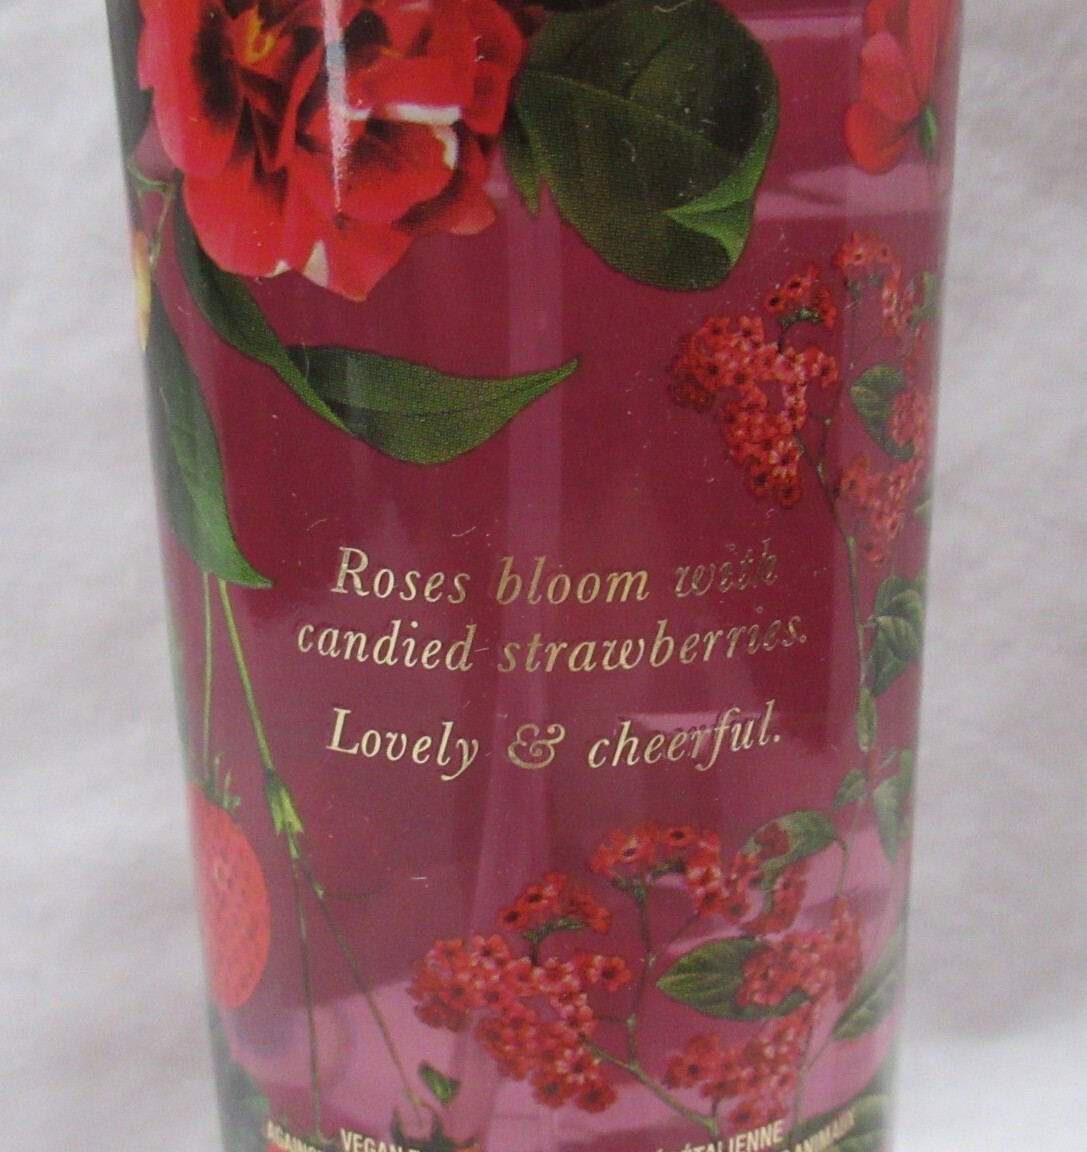 Roses bloom with
candied strawberries.
Lovely & cheerful.
VEGAN